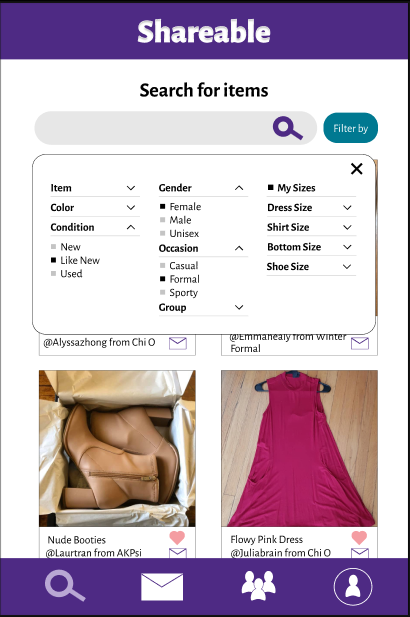 Shareable
Search for items
Filter by
Item
Color
Condition
New
Like New
Used
Gender
Female
Male
Unisex
Occasion
Casual
Formal
Sporty
Group
My Sizes
Dress Size
Shirt Size
Bottom Size
Shoe Size
@Alyssazhong from Chi O
@Emmanealy from Winter
Formal
Nude Booties
@Laurtran from AKPsi
Flowy Pink Dress
@Juliabrain from Chi O